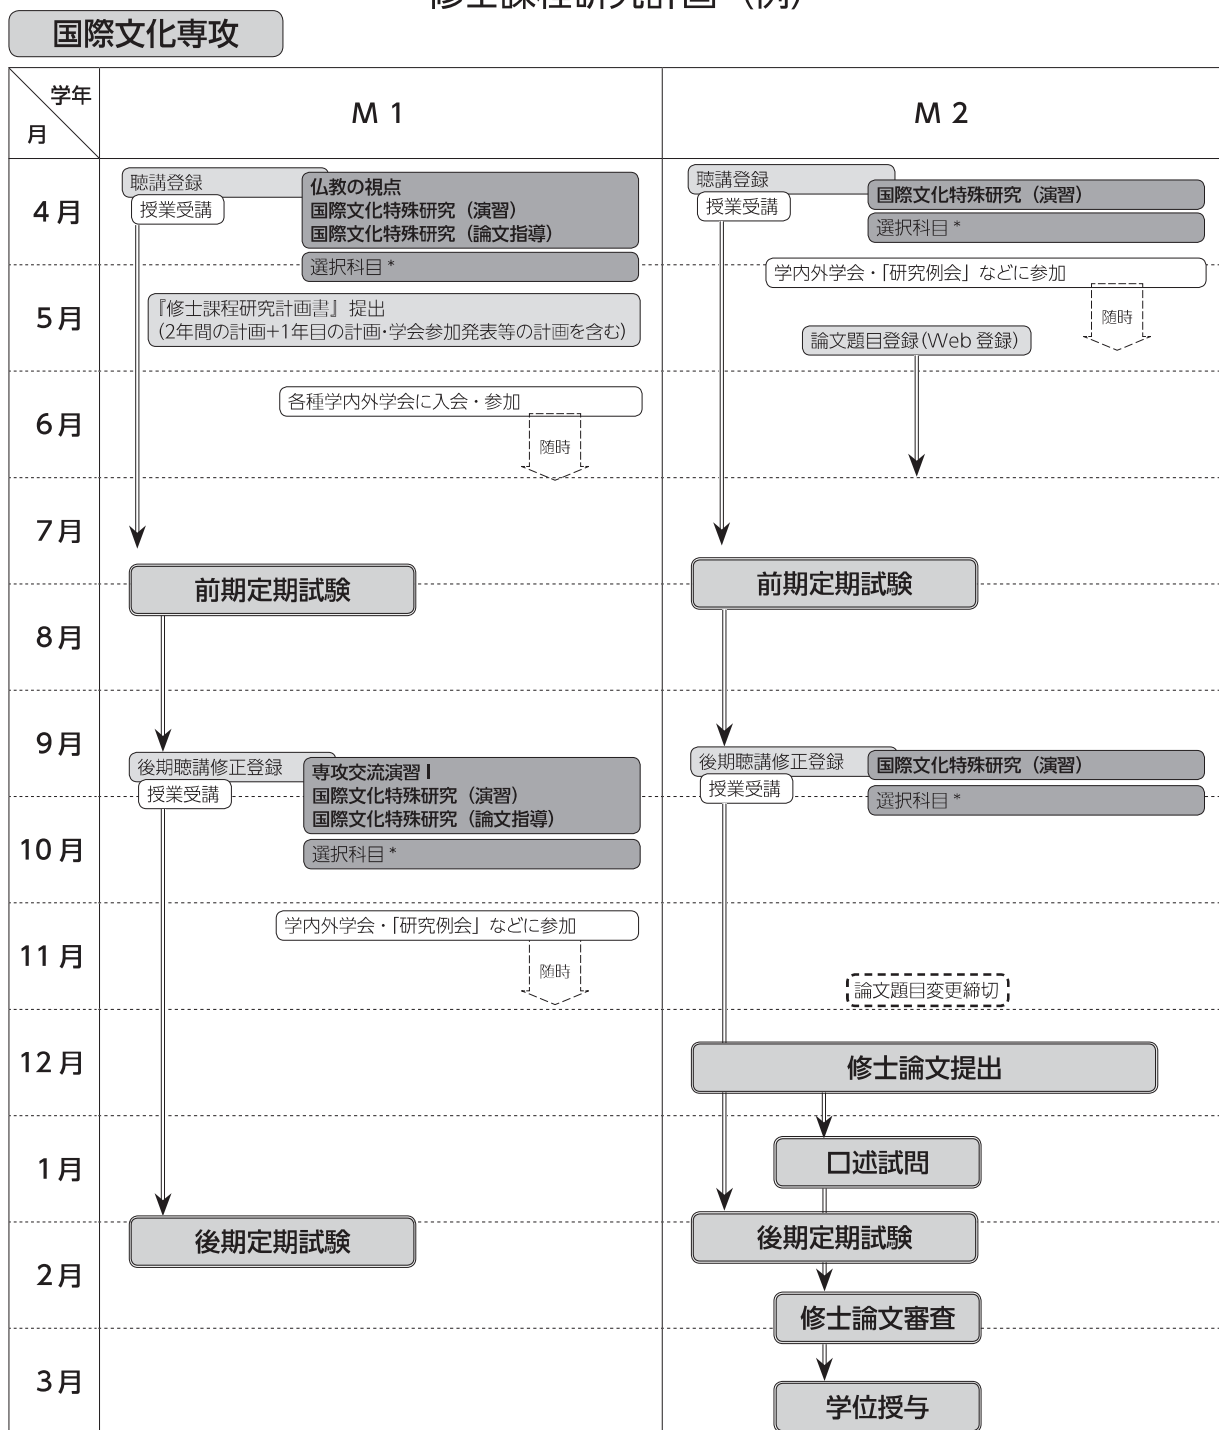 修士課程研究計画（例）
国際文化専攻
学年
月
M 1
M 2
4月
聴講登録
授業受講
仏教の視点
国際文化特殊研究（演習）
国際文化特殊研究（論文指導）
選択科目*
聴講登録
授業受講
国際文化特殊研究（演習）
選択科目*
学内外学会・「研究例会」などに参加
随時
5月
『修士課程研究計画書』提出
（2年間の計画+1年目の計画・学会参加発表等の計画を含む）
論文題目登録（Web 登録）
6月
各種学内外学会に入会・参加
随時
7月
前期定期試験
前期定期試験
8月
9月
後期聴講修正登録
授業受講
専攻交流演習Ⅰ
国際文化特殊研究（演習）
国際文化特殊研究（論文指導）
選択科目*
後期聴講修正登録
授業受講
国際文化特殊研究（演習）
選択科目*
10月
11月
学内外学会・「研究例会」などに参加
随時
論文題目変更締切
12月
修士論文提出
1月
口述試問
後期定期試験
後期定期試験
2月
修士論文審査
3月
学位授与